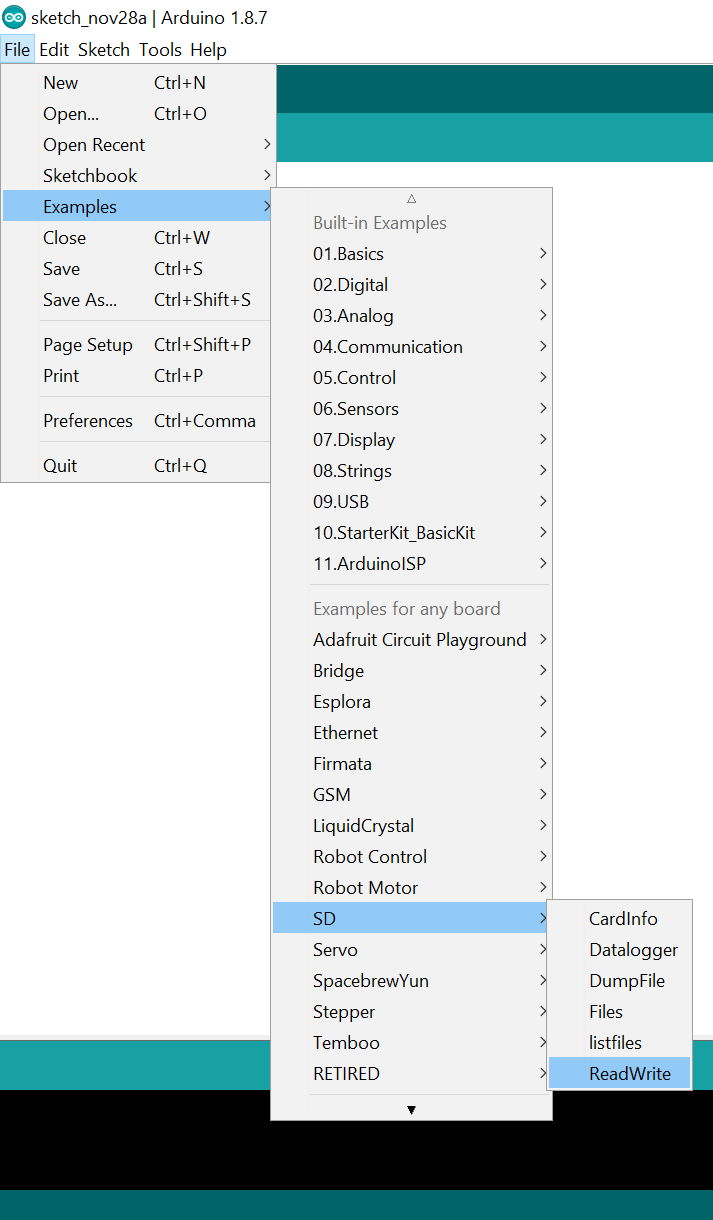 sketch_nov28a | Arduino 1.8.7
File Edit Sketch Tools Help
New Ctrl+N
Open... Ctrl+O
Open Recent
Sketchbook
Examples
Close Ctrl+W
Save Ctrl+S
Save As... Ctrl+Shift+S
Page Setup Ctrl+Shift+P
Print Ctrl+P
Preferences Ctrl+Comma
Quit Ctrl+Q
Built-in Examples
01.Basics
02.Digital
03.Analog
04.Communication
05.Control
06.Sensors
07.Display
08.Strings
09.USB
10.StarterKit_BasicKit
11.ArduinoISP
Examples for any board
Adafruit Circuit Playground
Bridge
Esplora
Ethernet
Firmata
GSM
LiquidCrystal
Robot Control
Robot Motor
SD
Servo
SpacebrewYun
Stepper
Temboo
RETIRED
CardInfo
Datalogger
DumpFile
Files
listfiles
ReadWrite